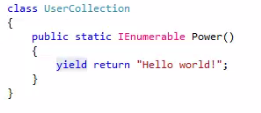 class UserCollection
{
public static IEnumerable Power()
{
yield return "Hello world!";
}
}